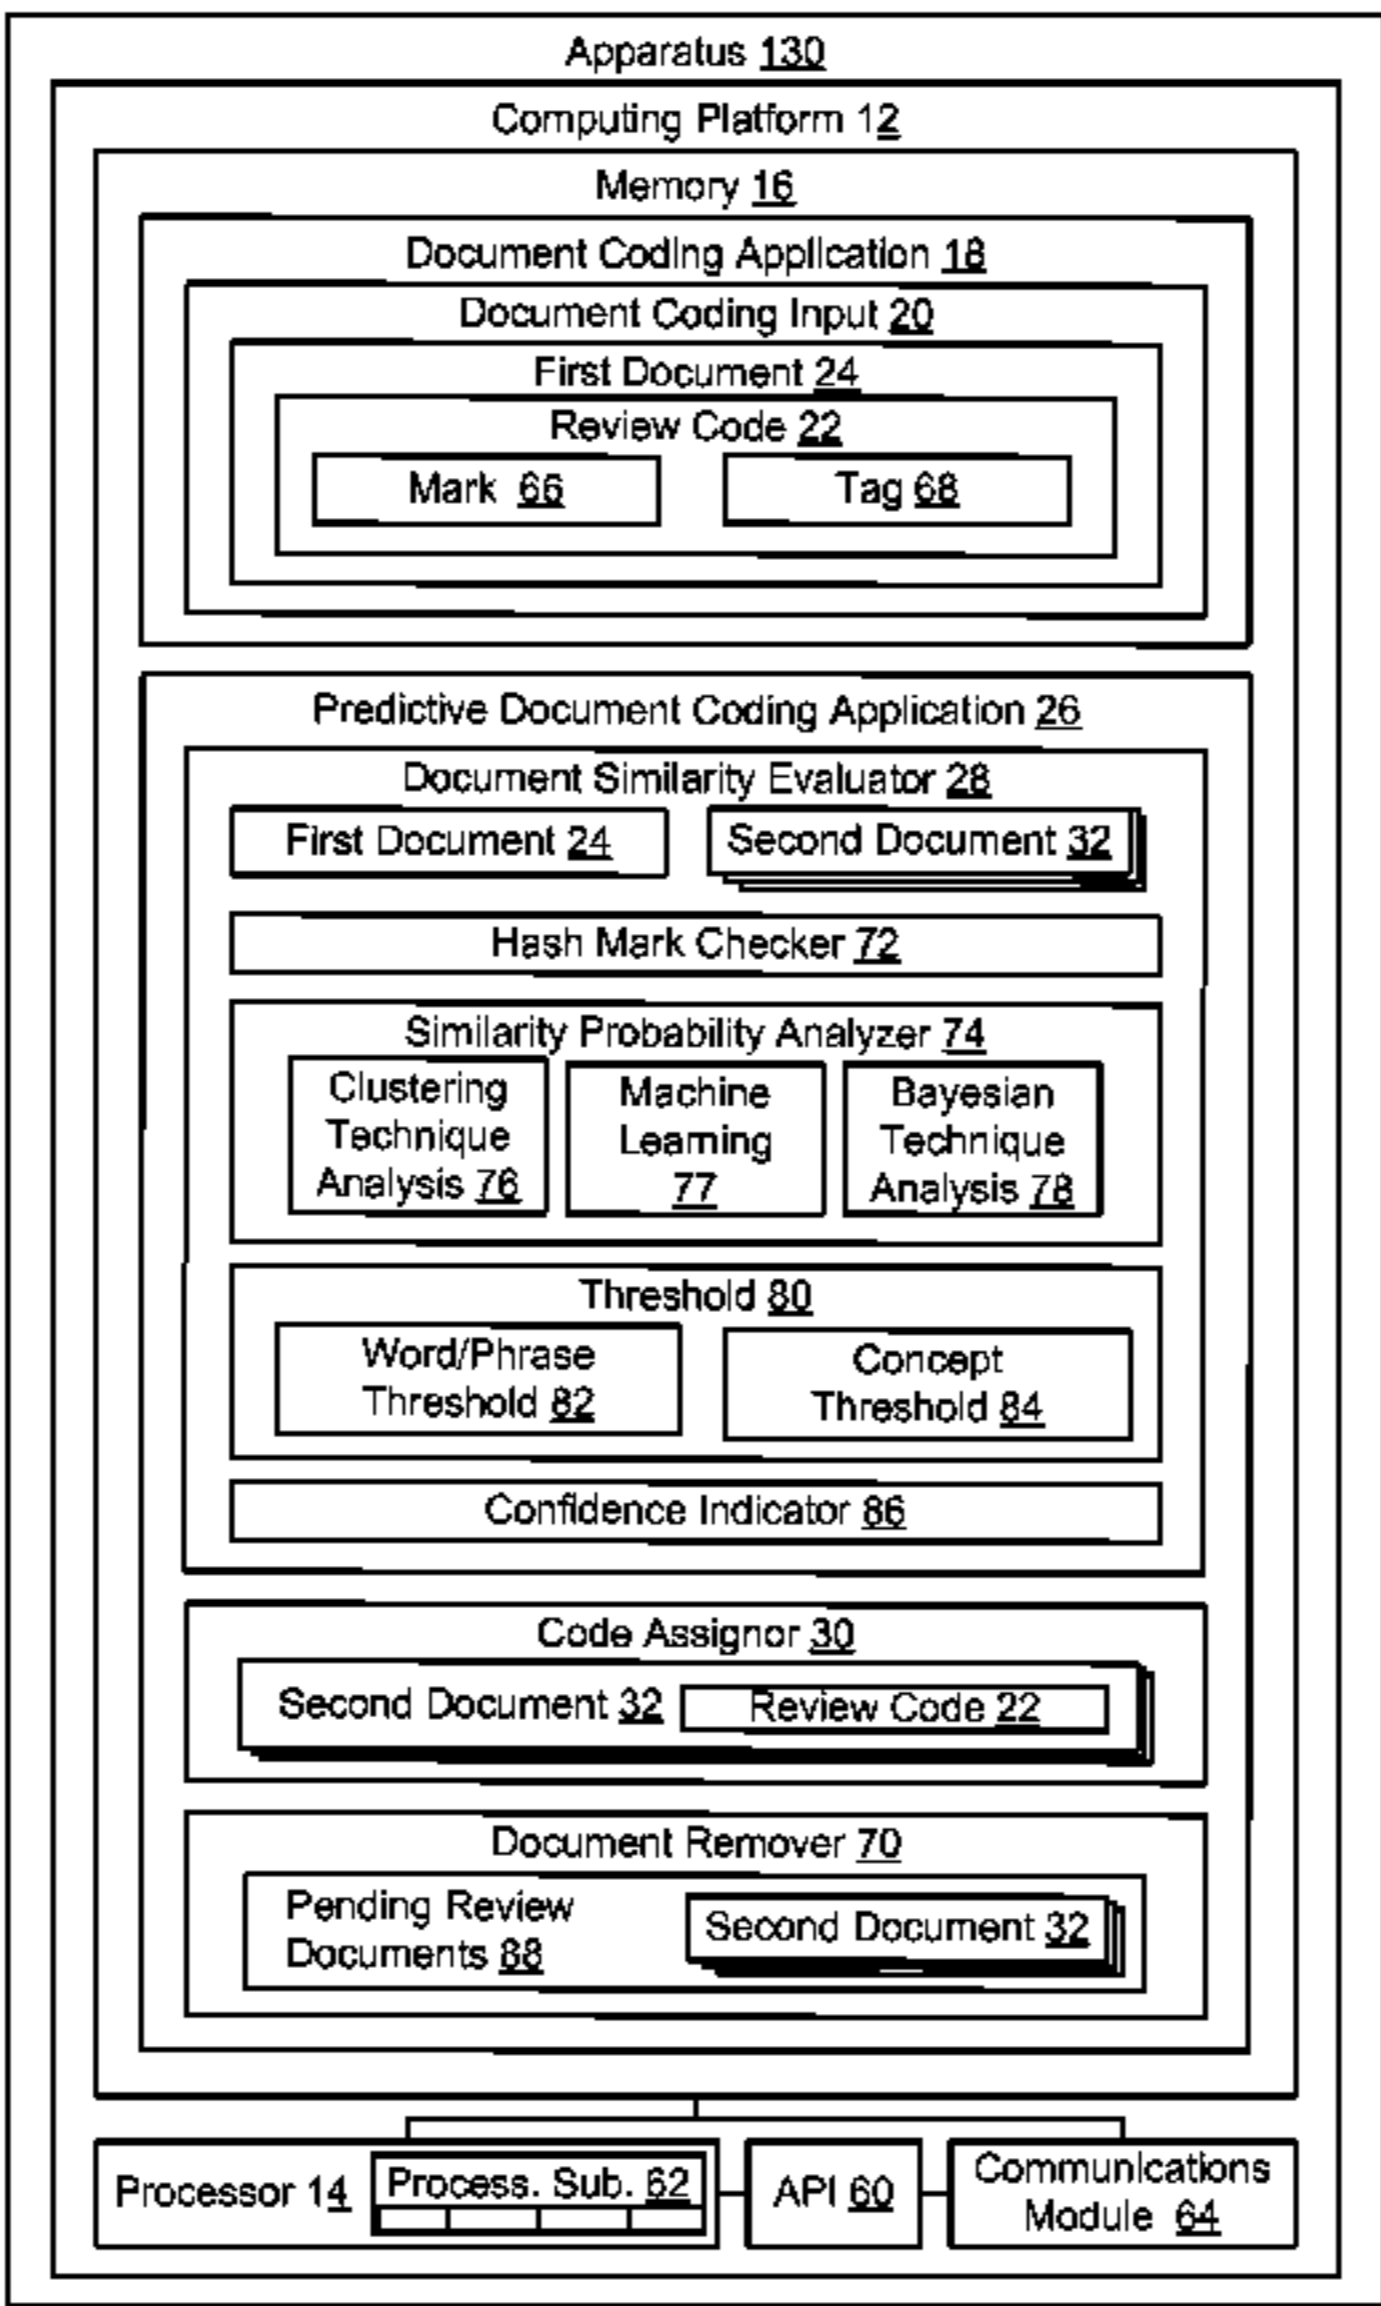 Apparatus 130
Computing Platform 12
Memory 16
Document Coding Application 18
Document Coding Input 20
First Document 24
Review Code 22
Mark 66
Tag 68
Predictive Document Coding Application 26
Document Similarity Evaluator 28
First Document 24
Second Document 32
Hash Mark Checker 72
Similarity Probability Analyzer 74
Clustering
Technique
Analysis 76
Machine
Learning
77
Bayesian
Technique
Analysis 78
Threshold 80
Word/Phrase
Threshold 82
Concept
Threshold 84
Confidence Indicator 86
Code Assignor 30
Second Document 32
Review Code 22
Document Remover 70
Pending Review
Documents 88
Second Document 32
Processor 14
Process. Sub. 62
API 60
Communications
Module 64